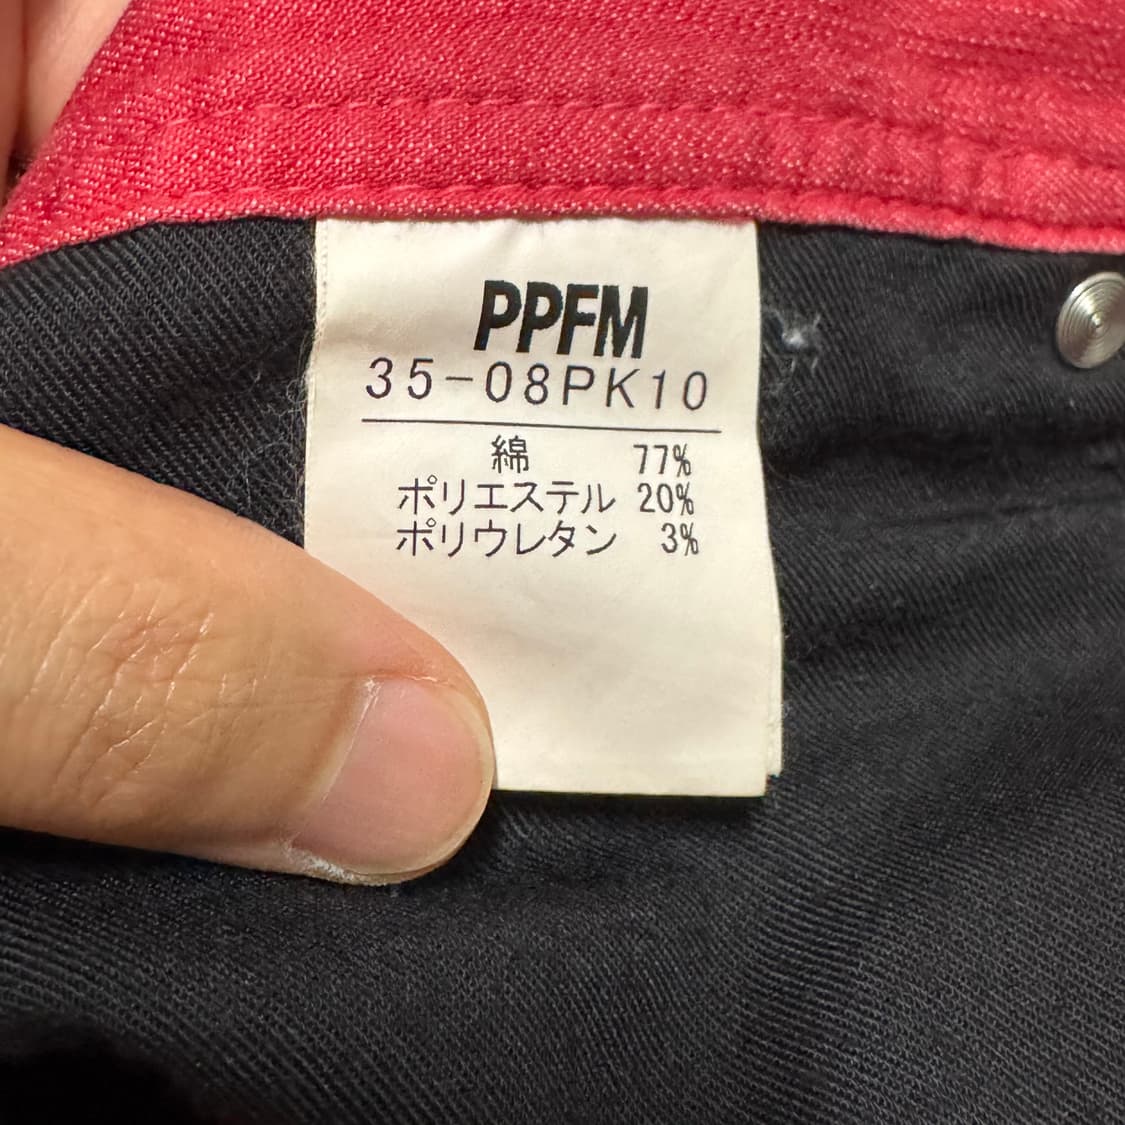 PPFM
35-08PK10
綿 77%
ポリエステル 20%
ポリウレタン 3%